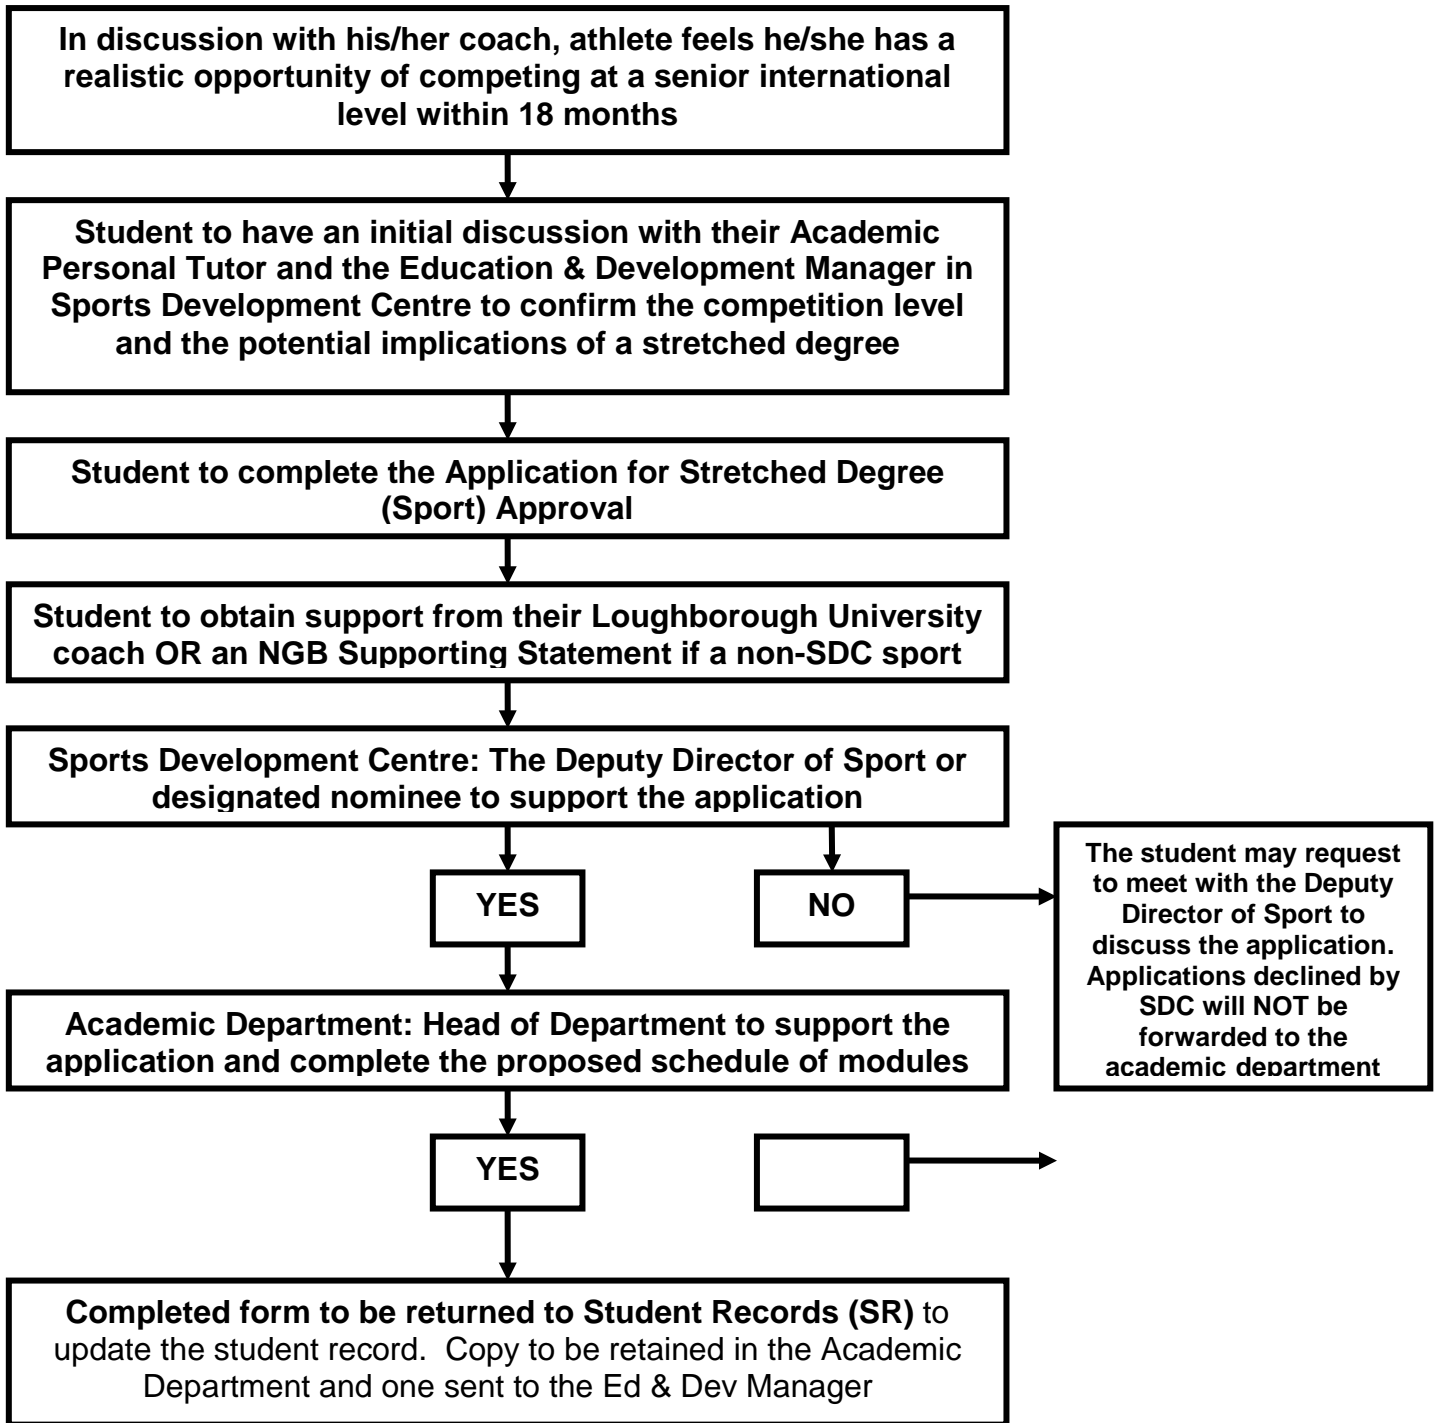 In discussion with his/her coach, athlete feels he/she has a
realistic opportunity of competing at a senior international
level within 18 months
Student to have an initial discussion with their Academic
Personal Tutor and the Education & Development Manager in
Sports Development Centre to confirm the competition level
and the potential implications of a stretched degree
Student to complete the Application for Stretched Degree
(Sport) Approval
Student to obtain support from their Loughborough University
coach OR an NGB Supporting Statement if a non-SDC sport
Sports Development Centre: The Deputy Director of Sport or
designated nominee to support the application
YES
NO
The student may request
to meet with the Deputy
Director of Sport to
discuss the application.
Applications declined by
SDC will NOT be
forwarded to the
academic department
Academic Department: Head of Department to support the
application and complete the proposed schedule of modules
YES
Completed form to be returned to Student Records (SR) to
update the student record.  Copy to be retained in the Academic
Department and one sent to the Ed & Dev Manager